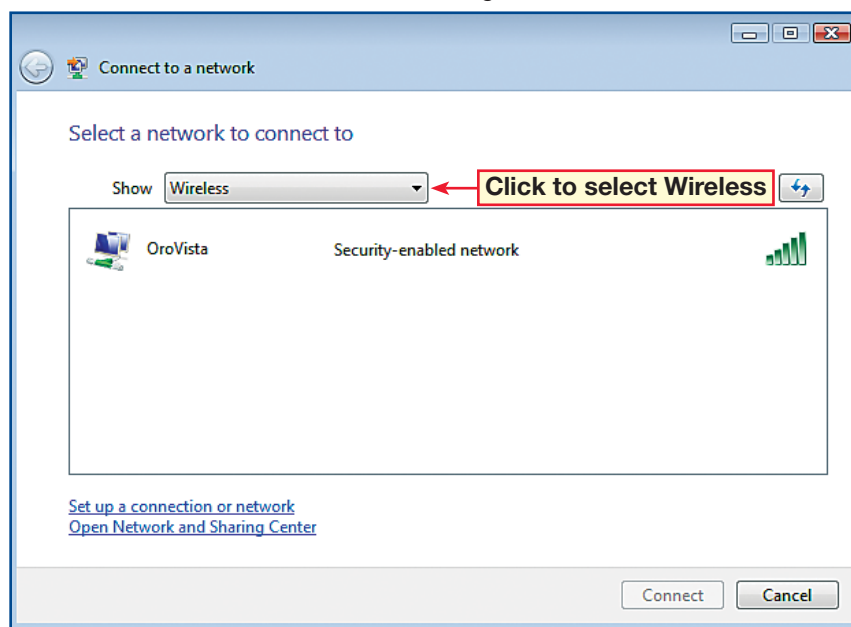 Connect to a network
Select a network to connect to
Show Wireless Click to select Wireless
OroVista Security-enabled network
Set up a connection or network
Open Network and Sharing Center
Connect Cancel